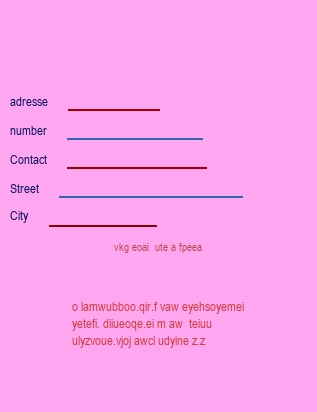 adresse
number
Contact
Street
City
vkg eoai ute a fpeea
o lamwubboo.qir.f vaw eyehsoyemei
yetefi. diiueoqe.ei m aw teiuu
ulyzvoue.vjoj awcl udyine z.z